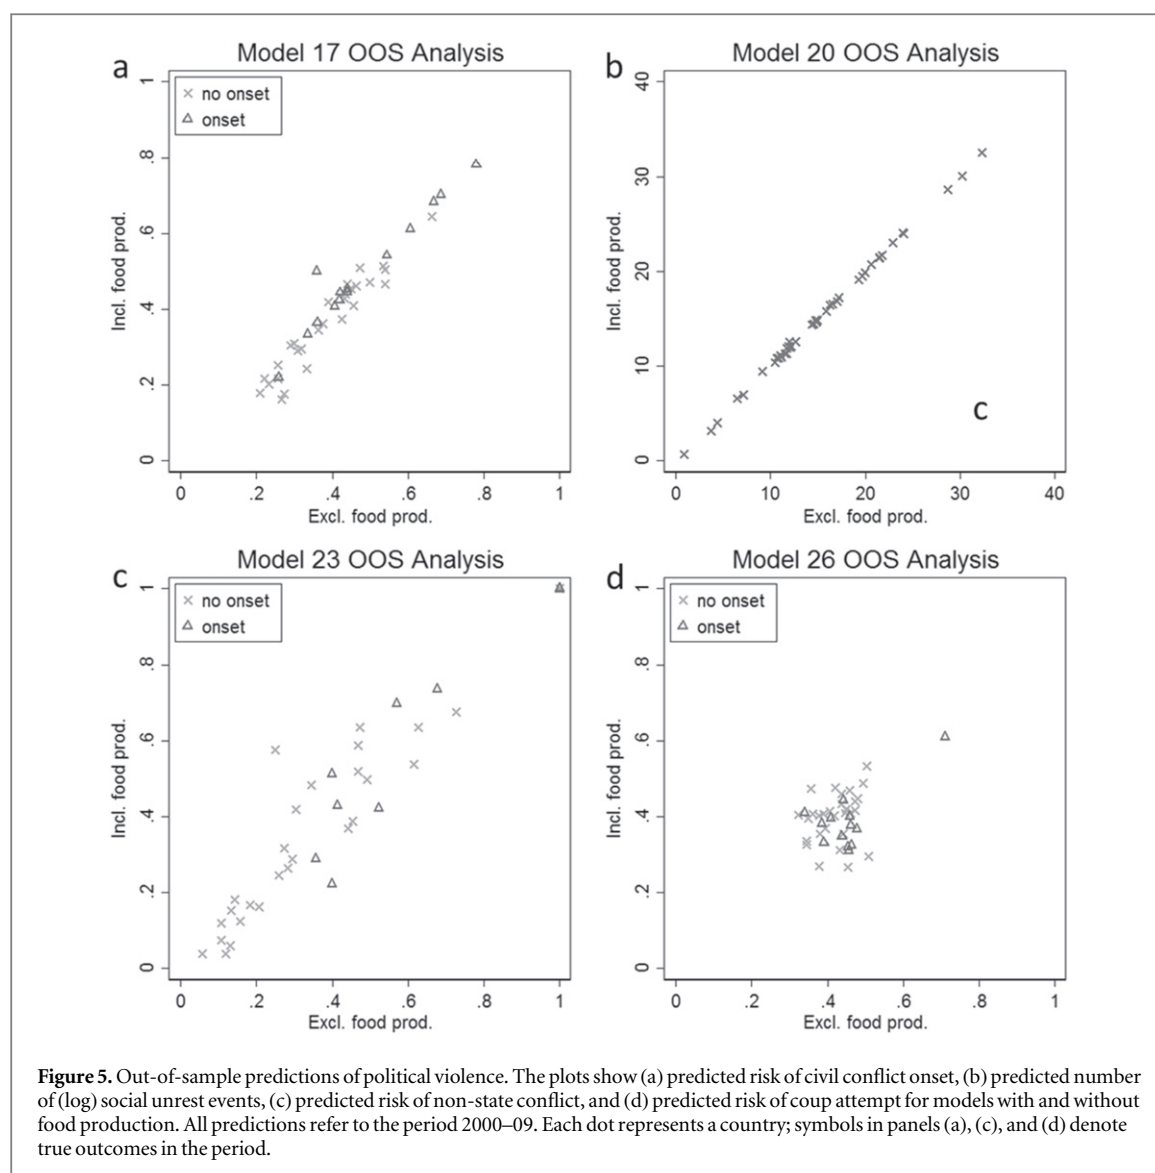 a
Model 17 OOS Analysis
no onset
onset
Incl. food prod.
0 .2 .4 .6 .8 1
0 .2 .4 .6 .8 1
Excl. food prod.
b
Model 20 OOS Analysis
Incl. food prod.
0 10 20 30 40
c
0 10 20 30 40
Excl. food prod.
c
Model 23 OOS Analysis
no onset
onset
Incl. food prod.
0 .2 .4 .6 .8 1
0 .2 .4 .6 .8 1
Excl. food prod.
d
Model 26 OOS Analysis
no onset
onset
Incl. food prod.
0 .2 .4 .6 .8 1
0 .2 .4 .6 .8 1
Excl. food prod.
Figure 5. Out-of-sample predictions of political violence. The plots show (a) predicted risk of civil conflict onset, (b) predicted number
of (log) social unrest events, (c) predicted risk of non-state conflict, and (d) predicted risk of coup attempt for models with and without
food production. All predictions refer to the period 2000–09. Each dot represents a country; symbols in panels (a), (c), and (d) denote
true outcomes in the period.